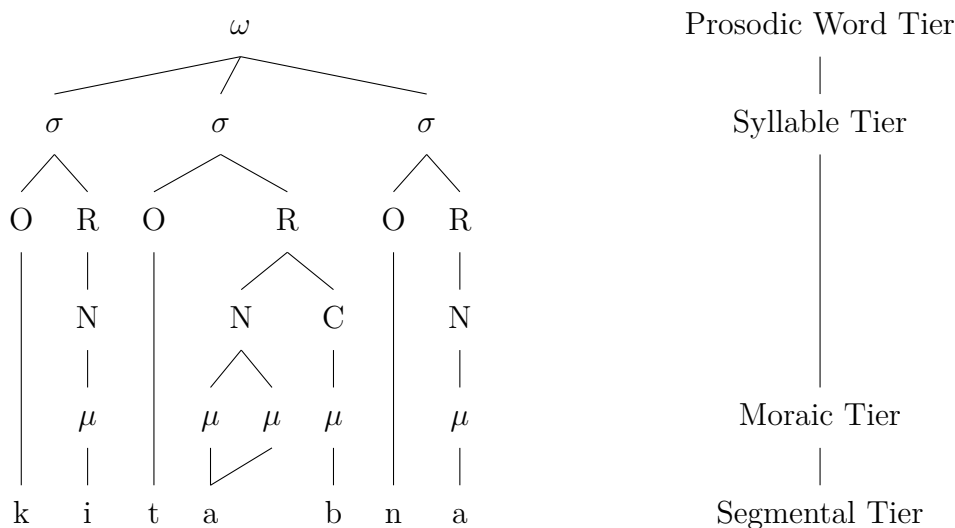 ω Prosodic Word Tier
σ σ σ Syllable Tier
O R O R O R
N N C N
μ μ μ μ μ Moraic Tier
k i t a b n a Segmental Tier